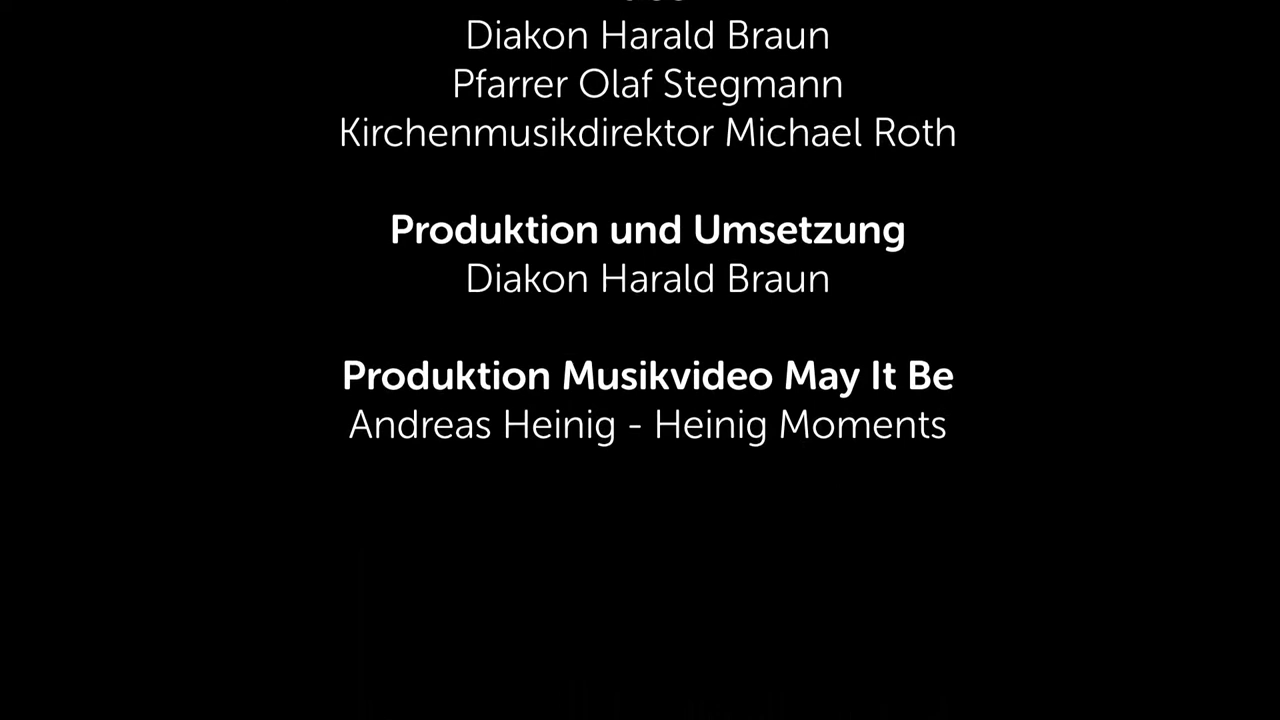 Diakon Harald Braun
Pfarrer Olaf Stegmann
Kirchenmusikdirektor Michael Roth
Produktion und Umsetzung
Diakon Harald Braun
Produktion Musikvideo May It Be
Andreas Heinig - Heinig Moments